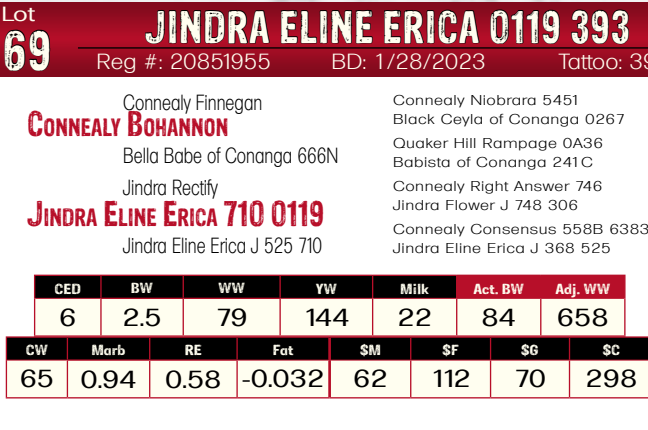 Lot
69
JINDRA ELINE ERICA 0119 393
Reg #: 20851955 BD: 1/28/2023 Tattoo: 39
Connealy Finnegan
CONNEALY BOHANNON
Bella Babe of Conanga 666N
Jindra Rectify
JINDRA ELINE ERICA 710 0119
Jindra Eline Erica J 525 710
Connealy Niobrara 5451
Black Ceyla of Conanga 0267
Quaker Hill Rampage 0A36
Babista of Conanga 241C
Connealy Right Answer 746
Jindra Flower J 748 306
Connealy Consensus 558B 6383
Jindra Eline Erica J 368 525
CED BW WW YW Milk Act. BW Adj. WW
6 2.5 79 144 22 84 658
CW Marb RE Fat $M $F $G $C
65 0.94 0.58 -0.032 62 112 70 298